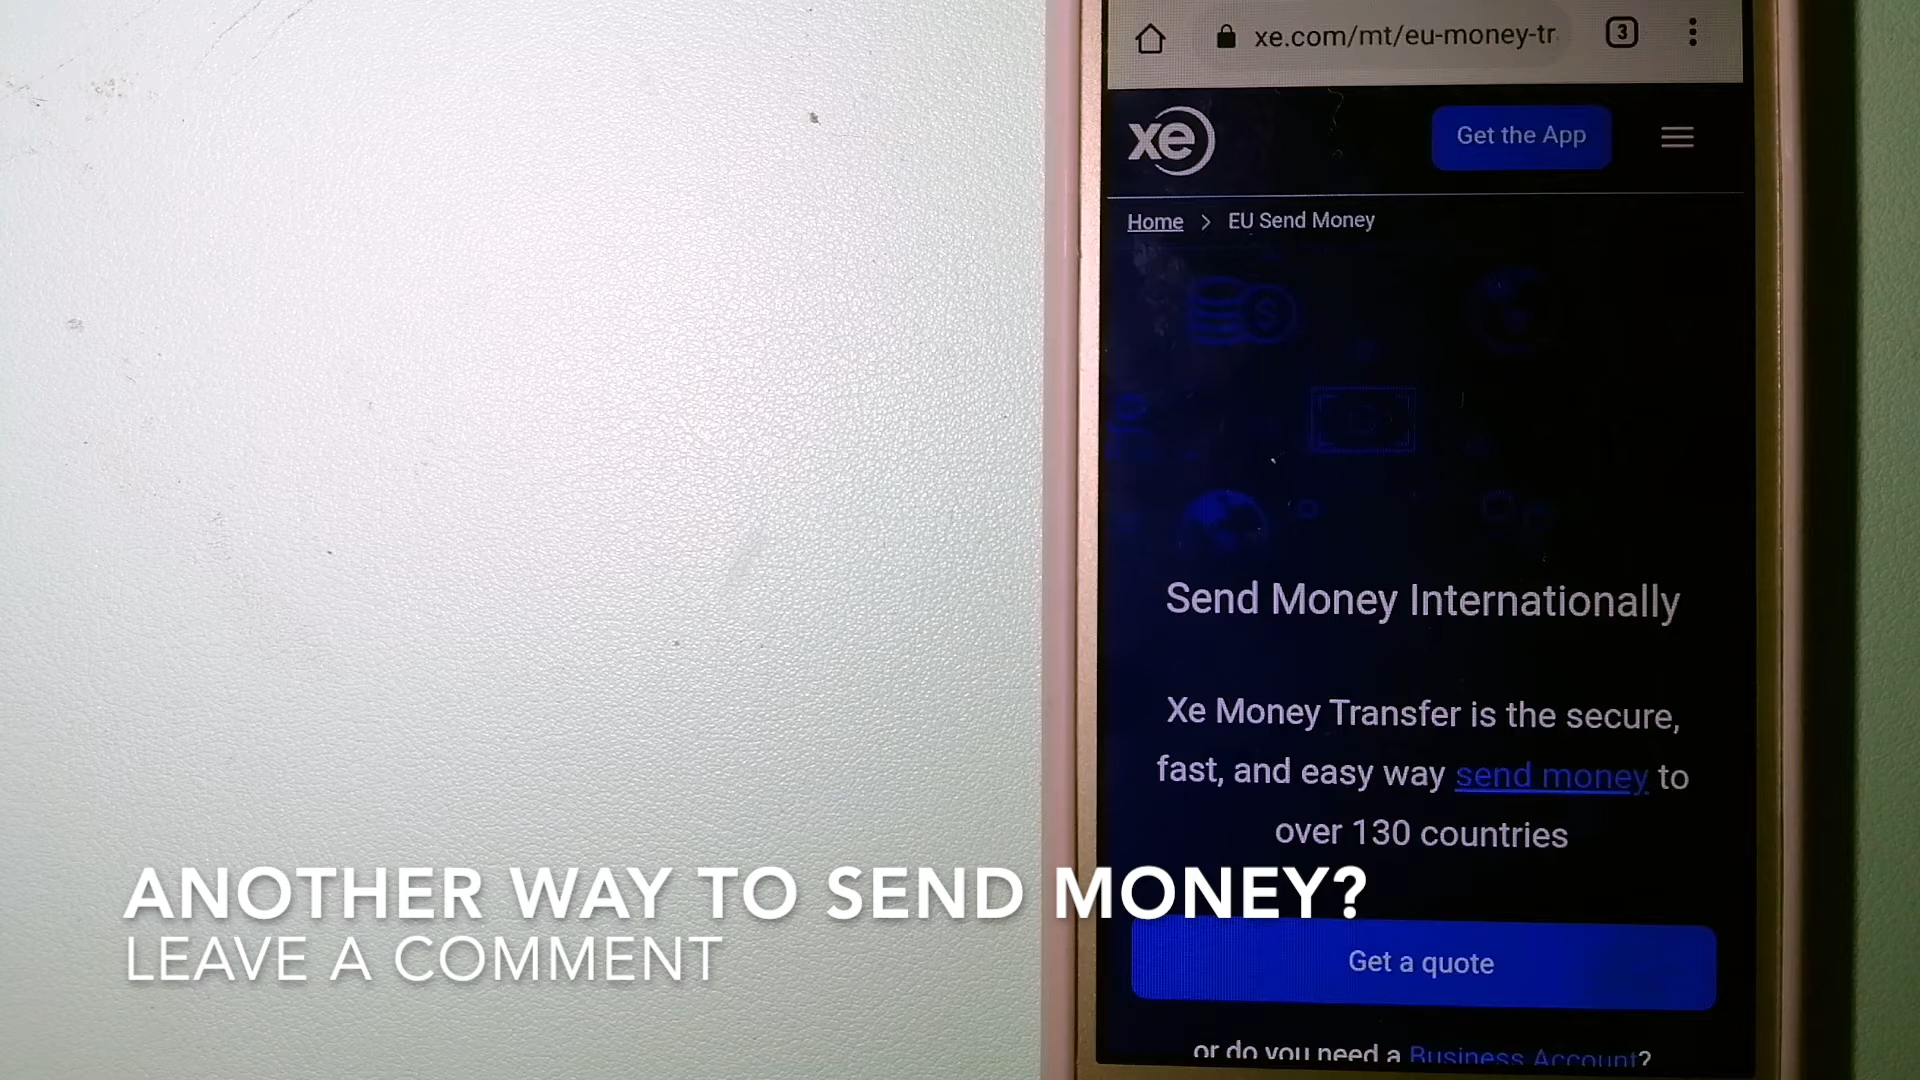 xe.com/mt/eu-money-tr
3
xe
Get the App
Home > EU Send Money
Send Money Internationally
Xe Money Transfer is the secure,
fast, and easy way send money to
over 130 countries
ANOTHER WAY TO SEND MONEY?
LEAVE A COMMENT
Get a quote
or do you need a Business Account?